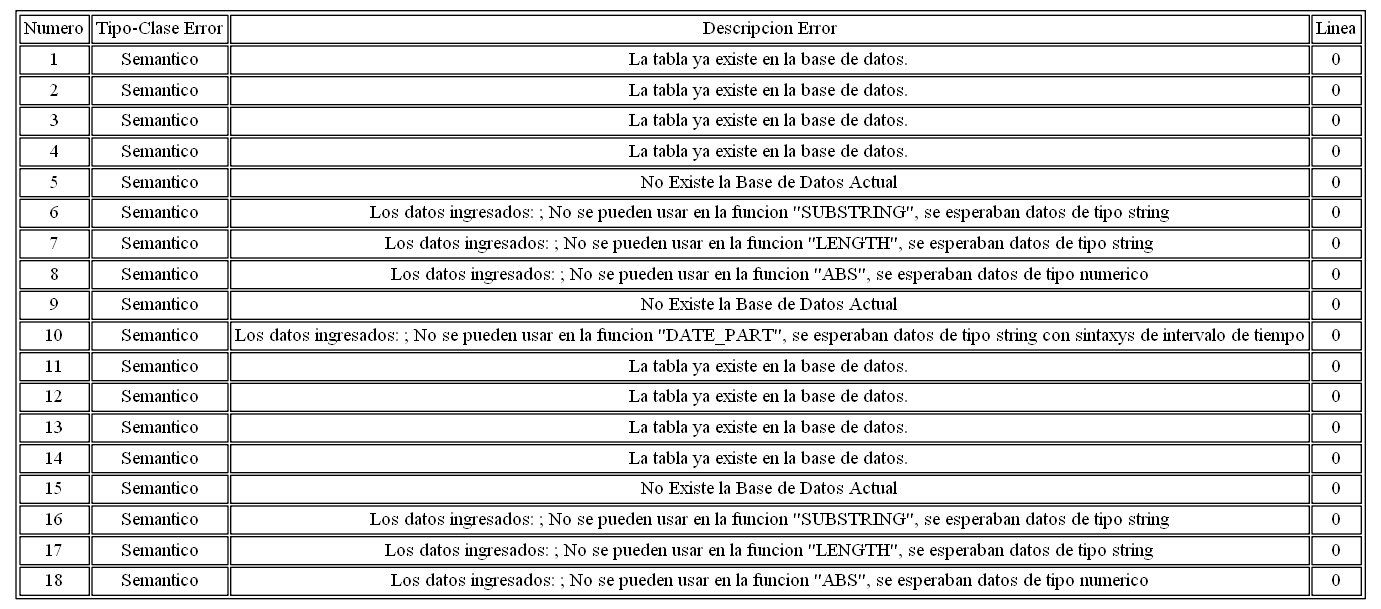 Numero Tipo-Clase Error Descripcion Error Linea
1 Semantico La tabla ya existe en la base de datos. 0
2 Semantico La tabla ya existe en la base de datos. 0
3 Semantico La tabla ya existe en la base de datos. 0
4 Semantico La tabla ya existe en la base de datos. 0
5 Semantico No Existe la Base de Datos Actual 0
6 Semantico Los datos ingresados: ; No se pueden usar en la funcion "SUBSTRING", se esperaban datos de tipo string 0
7 Semantico Los datos ingresados: ; No se pueden usar en la funcion "LENGTH", se esperaban datos de tipo string 0
8 Semantico Los datos ingresados: ; No se pueden usar en la funcion "ABS", se esperaban datos de tipo numerico 0
9 Semantico No Existe la Base de Datos Actual 0
10 Semantico Los datos ingresados: ; No se pueden usar en la funcion "DATE_PART", se esperaban datos de tipo string con sintaxys de intervalo de tiempo 0
11 Semantico La tabla ya existe en la base de datos. 0
12 Semantico La tabla ya existe en la base de datos. 0
13 Semantico La tabla ya existe en la base de datos. 0
14 Semantico La tabla ya existe en la base de datos. 0
15 Semantico No Existe la Base de Datos Actual 0
16 Semantico Los datos ingresados: ; No se pueden usar en la funcion "SUBSTRING", se esperaban datos de tipo string 0
17 Semantico Los datos ingresados: ; No se pueden usar en la funcion "LENGTH", se esperaban datos de tipo string 0
18 Semantico Los datos ingresados: ; No se pueden usar en la funcion "ABS", se esperaban datos de tipo numerico 0